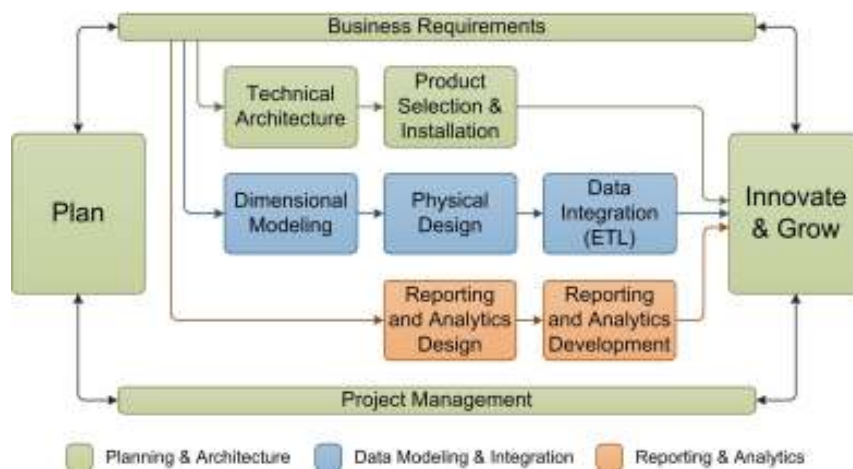 Business Requirements
Technical
Architecture
Product
Selection &
Installation
Plan
Dimensional
Modeling
Physical
Design
Data
Integration
(ETL)
Innovate
& Grow
Reporting
and Analytics
Design
Reporting
and Analytics
Development
Project Management
Planning & Architecture
Data Modeling & Integration
Reporting & Analytics